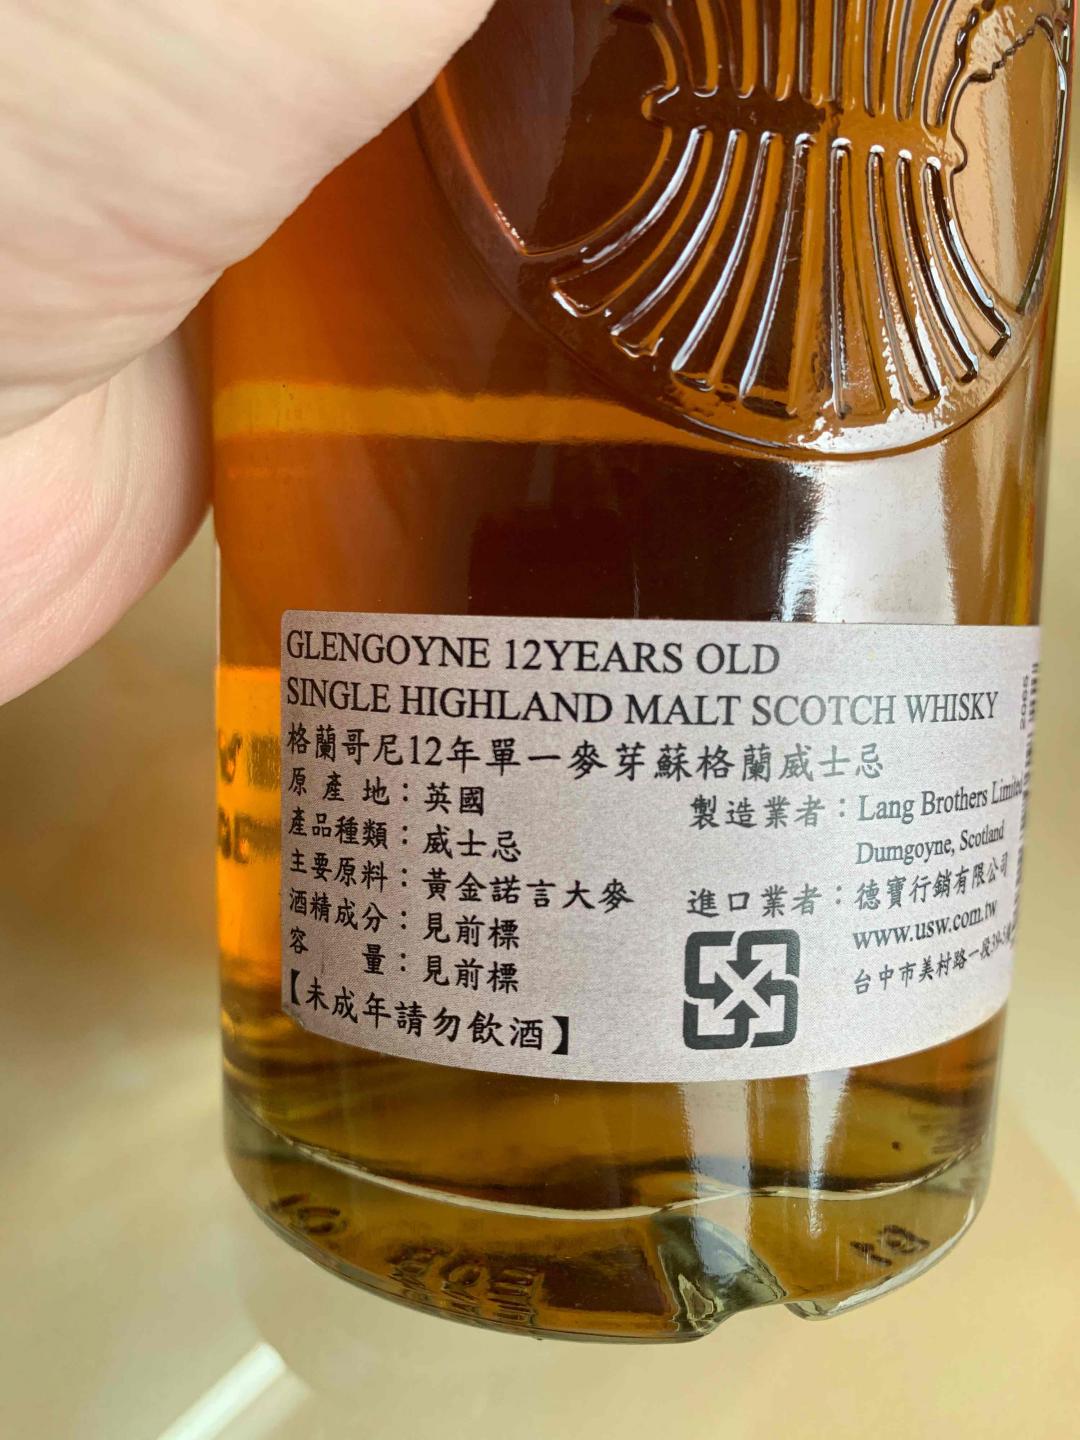 GLENGOYNE 12YEARS OLD
SINGLE HIGHLAND MALT SCOTCH WHISKY
格蘭哥尼12年單一麥芽蘇格蘭威士忌
原產地：英國
產品種類：威士忌
主要原料：黃金諾言大麥
酒精成分：見前標
容量：見前標
【未成年請勿飲酒】
製造業者：Lang Brothers Limited
Dumgoyne, Scotland
進口業者：德寶行銷有限公司
www.usw.com.tw
台中市美村路一段